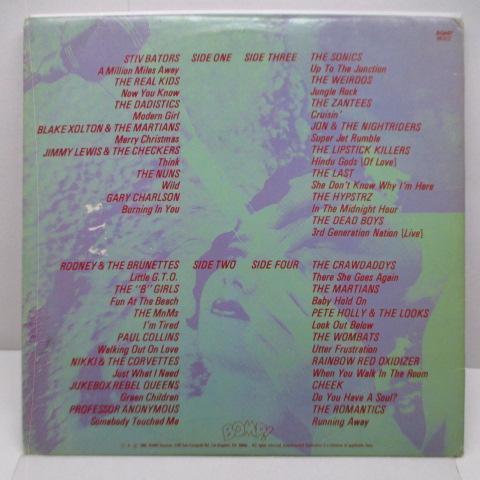 BOMP
STIV BATORS SIDE ONE
A Million Miles Away
THE REAL KIDS
Now You Know
THE DADISTICS
Modern Girl
BLAKE XOLTON & THE MARTIANS
Merry Christmas
JIMMY LEWIS & THE CHECKERS
Think
THE NUNS
Wild
GARY CHARLSON
Burning In You
SIDE THREE THE SONICS
Up To The Junction
THE WEIRDOS
Jungle Rock
THE ZANTEES
Cruisin'
JON & THE NIGHTRIDERS
Super Jet Rumble
THE LIPSTICK KILLERS
Hindu Gods (Of Love)
THE LAST
She Don't Know Why I'm Here
THE HYPSTRZ
In The Midnight Hour
THE DEAD BOYS
3rd Generation Nation (Live)
RODNEY & THE BRUNETTES SIDE TWO
Little G.T.O.
THE "B" GIRLS
Fun At The Beach
THE MnMs
I'm Tired
PAUL COLLINS
Walking Out On Love
NIKKI & THE CORVETTES
Just What I Need
JUKEBOX REBEL QUEENS
Green Children
PROFESSOR ANONYMOUS
Somebody Touched Me
SIDE FOUR THE CRAWDADDYS
There She Goes Again
THE MARTIANS
Baby Hold On
PETE HOLLY & THE LOOKS
Look Out Below
THE WOMBATS
Utter Frustration
RAINBOW RED OXIDIZER
When You Walk In The Room
CHEEK
Do You Have A Soul?
THE ROMANTICS
Running Away
BOMP!